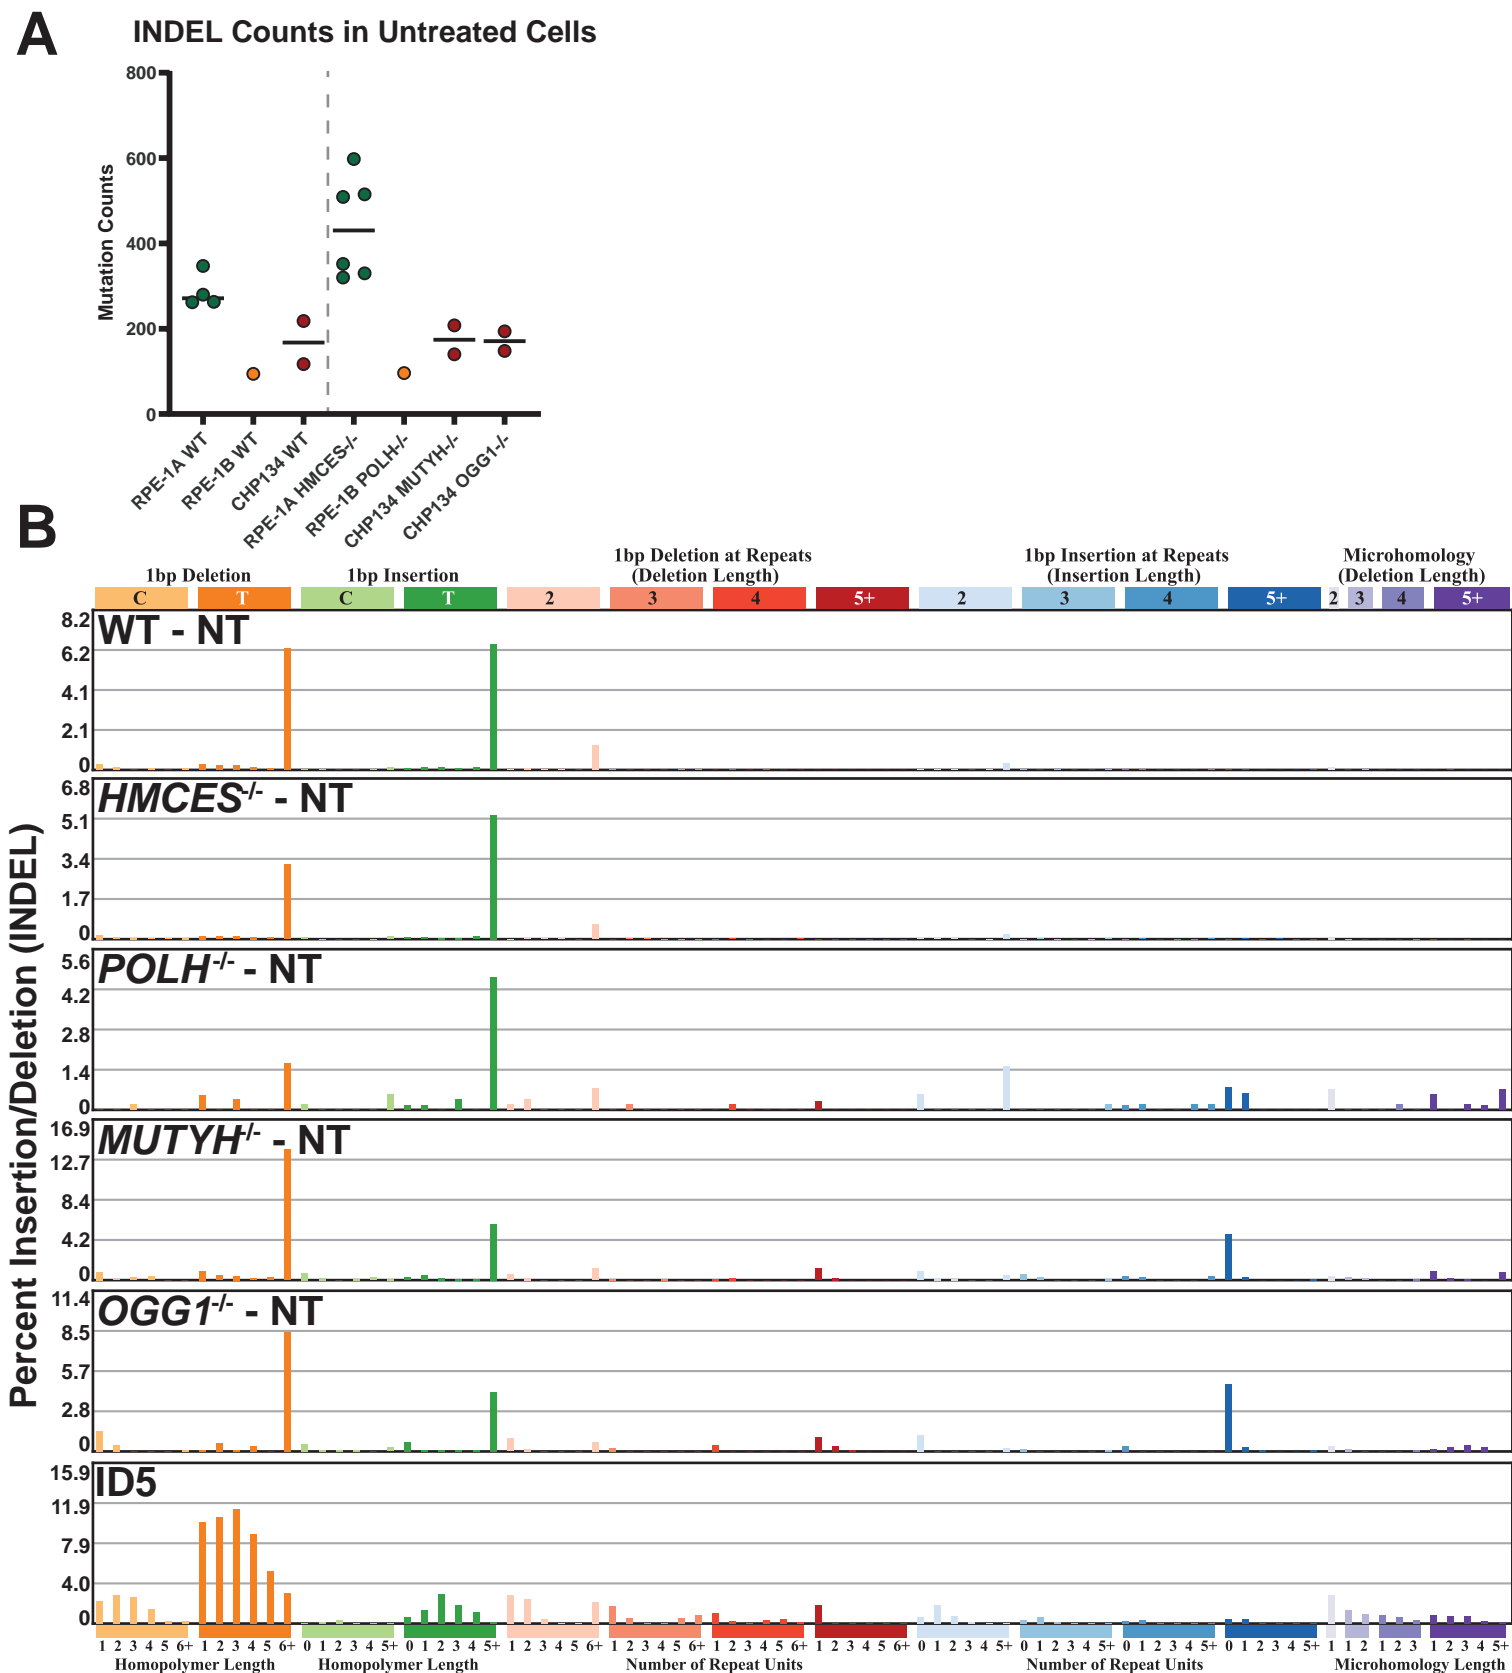 A
INDEL Counts in Untreated Cells
Mutation Counts
800
600
400
200
0
RPE-1A WT
RPE-1B WT
CHP134 WT
RPE-1A HMCES-/-
RPE-1B POLH-/-
CHP134 MUTYH-/-
CHP134 OGG1-/-
B
1bp Deletion
1bp Insertion
1bp Deletion at Repeats
(Deletion Length)
1bp Insertion at Repeats
(Insertion Length)
Microhomology
(Deletion Length)
C T C T 2 3 4 5+ 2 3 4 5+ 2 3 4 5+
Percent Insertion/Deletion (INDEL)
WT - NT
8.2
6.2
4.1
2.1
0
HMCES-/- - NT
6.8
5.1
3.4
1.7
0
POLH-/- - NT
5.6
4.2
2.8
1.4
0
MUTYH-/- - NT
16.9
12.7
8.4
4.2
0
OGG1-/- - NT
11.4
8.5
5.7
2.8
0
ID5
15.9
11.9
7.9
4.0
0
1 2 3 4 5 6+ 1 2 3 4 5 6+ 0 1 2 3 4 5+ 0 1 2 3 4 5+ 1 2 3 4 5 6+ 1 2 3 4 5 6+ 1 2 3 4 5 6+ 1 2 3 4 5 6+ 0 1 2 3 4 5+ 0 1 2 3 4 5+ 0 1 2 3 4 5+ 0 1 2 3 4 5+ 1 1 2 1 2 3 1 2 3 4 5+
Homopolymer Length
Homopolymer Length
Number of Repeat Units
Number of Repeat Units
Microhomology Length